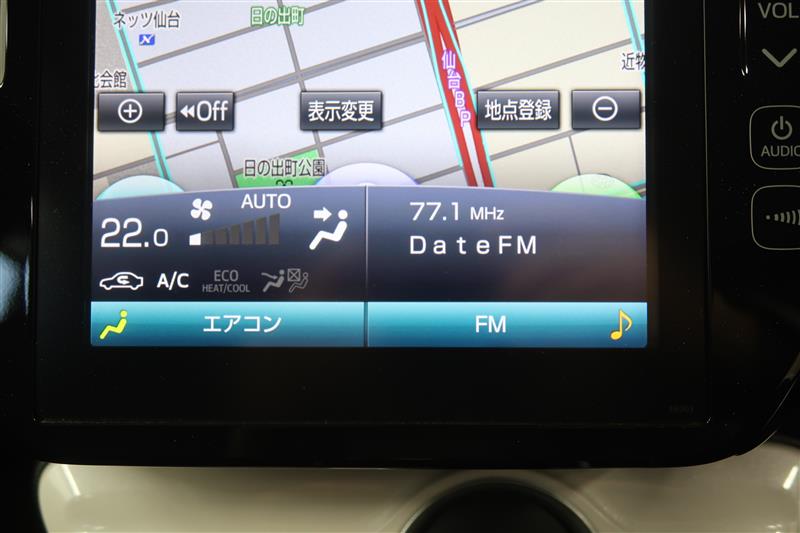 ネッツ仙台
日の出町
仙台BP
VOL
Off
表示変更
地点登録
AUDIO
日の出町公園
AUTO
22.0
77.1 MHz
DateFM
A/C
ECO
HEAT/COOL
エアコン
FM